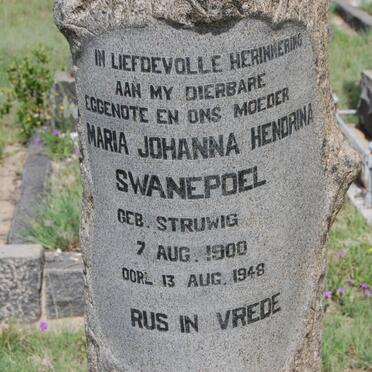 IN LIEFDEVOLLE HERINNERING
AAN MY DIERBARE
EGGENOTE EN ONS MOEDER
MARIA JOHANNA HENDRINA
SWANEPOEL
GEB. STRUWIG
7 AUG. 1900
OORL. 13 AUG. 1948
RUS IN VREDE